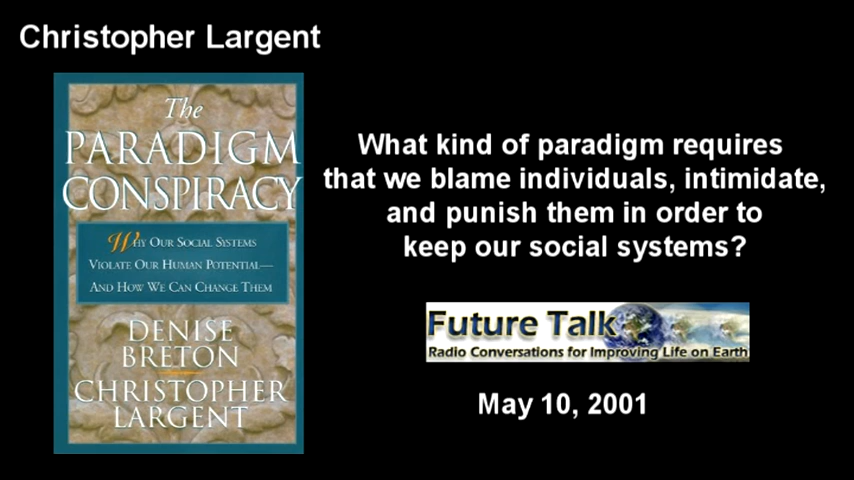 Christopher Largent
The
PARADIGM
CONSPIRACY
WHY OUR SOCIAL SYSTEMS
VIOLATE OUR HUMAN POTENTIAL—
AND HOW WE CAN CHANGE THEM
DENISE
BRETON
CHRISTOPHER
LARGENT
What kind of paradigm requires
that we blame individuals, intimidate,
and punish them in order to
keep our social systems?
Future Talk
Radio Conversations for Improving Life on Earth
May 10, 2001